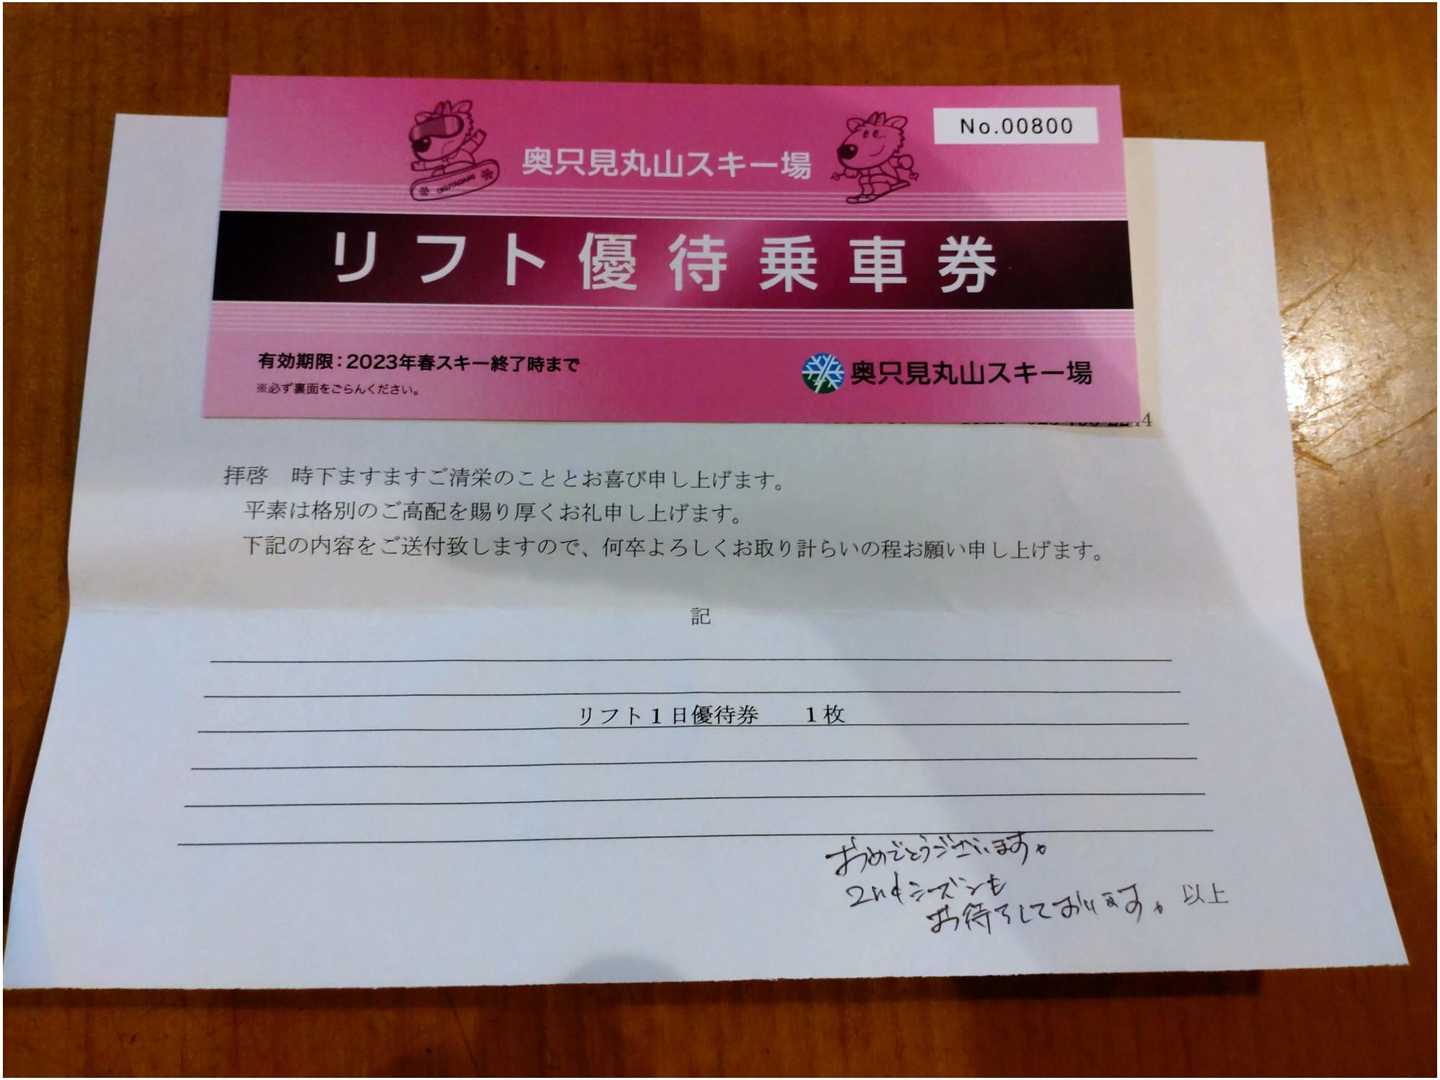 No.00800
奥只見丸山スキー場
リフト優待乗車券
有効期限：2023年春スキー終了時まで
※必ず裏面をごらんください。
奥只見丸山スキー場
拝啓　時下ますますご清栄のこととお喜び申し上げます。
平素は格別のご高配を賜り厚くお礼申し上げます。
下記の内容をご送付致しますので、何卒よろしくお取り計らいの程お願い申し上げます。
記
リフト１日優待券　　１枚
おめでとうございます。
2ndシーズンも
お待ちしております。 以上